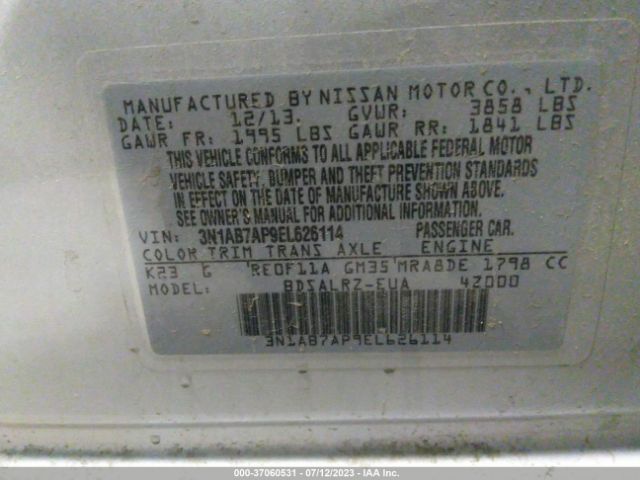 MANUFACTURED BY NISSAN MOTOR CO., LTD.
DATE: 12/13. GVWR: 3858 LBS
GAWR FR: 1995 LBS GAWR RR: 1841 LBS
THIS VEHICLE CONFORMS TO ALL APPLICABLE FEDERAL MOTOR
VEHICLE SAFETY, BUMPER AND THEFT PREVENTION STANDARDS
IN EFFECT ON THE DATE OF MANUFACTURE SHOWN ABOVE.
SEE OWNER'S MANUAL FOR ADDITIONAL INFORMATION.
VIN: 3N1AB7AP9EL626114 PASSENGER CAR.
COLOR TRIM TRANS AXLE ENGINE
K23 G RE0F11A GM35 MRA8DE 1798 CC
MODEL: BDSALRZ-EUA 42000
3N1AB7AP9EL626114
000-37060531 - 07/12/2023 - IAA Inc.